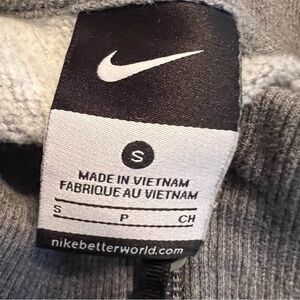 S
MADE IN VIETNAM
FABRIQUE AU VIETNAM
S P CH
nikebetterworld.com